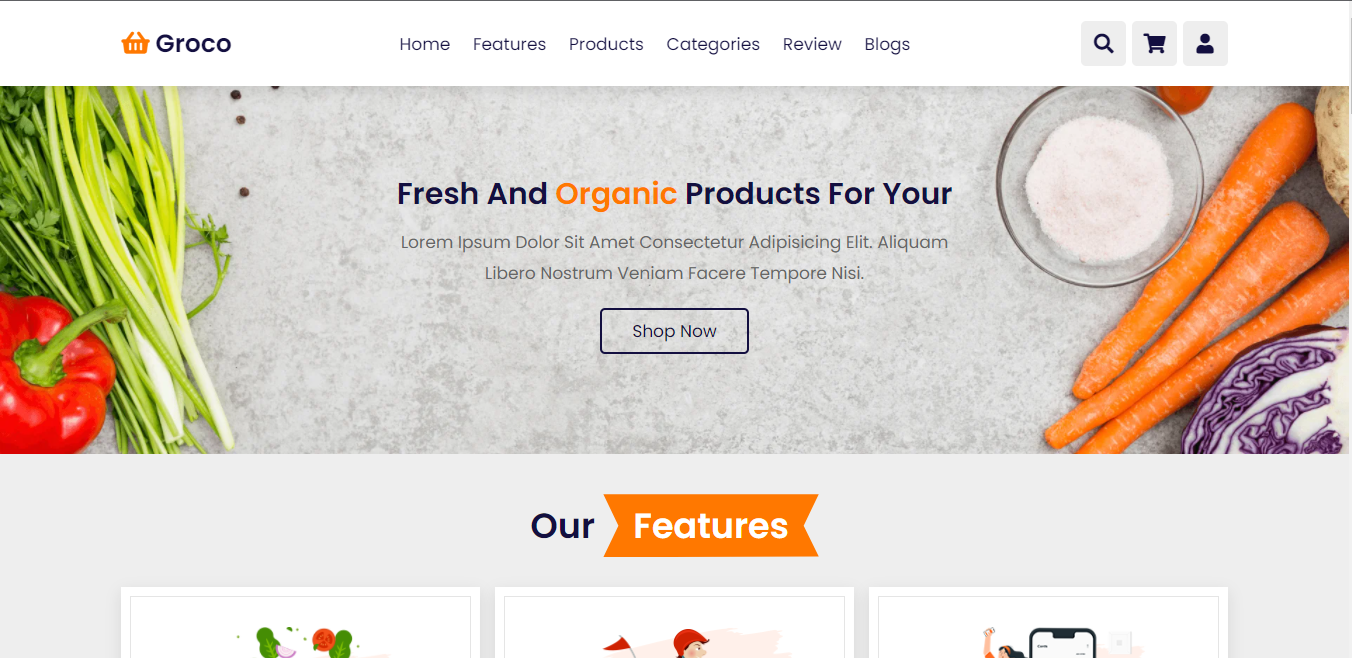 Groco
Home Features Products Categories Review Blogs
Fresh And Organic Products For Your
Lorem Ipsum Dolor Sit Amet Consectetur Adipisicing Elit. Aliquam
Libero Nostrum Veniam Facere Tempore Nisi.
Shop Now
Our Features